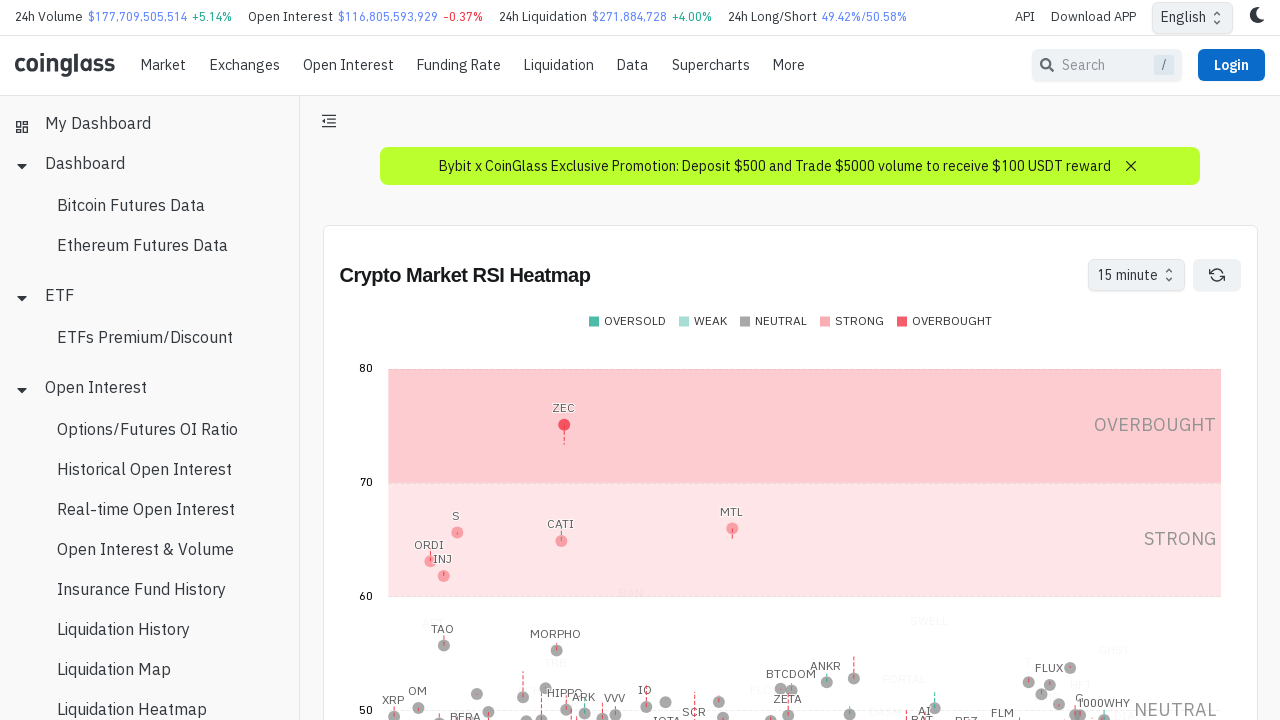 24h Volume $177,709,505,514 +5.14% Open Interest $116,805,593,929 -0.37% 24h Liquidation $271,884,728 +4.00% 24h Long/Short 49.42%/50.58% API Download APP English
coinglass Market Exchanges Open Interest Funding Rate Liquidation Data Supercharts More Search / Login
My Dashboard
Dashboard
Bitcoin Futures Data
Ethereum Futures Data
ETF
ETFs Premium/Discount
Open Interest
Options/Futures OI Ratio
Historical Open Interest
Real-time Open Interest
Open Interest & Volume
Insurance Fund History
Liquidation History
Liquidation Map
Liquidation Heatmap
Bybit x CoinGlass Exclusive Promotion: Deposit $500 and Trade $5000 volume to receive $100 USDT reward
Crypto Market RSI Heatmap
15 minute
OVERSOLD WEAK NEUTRAL STRONG OVERBOUGHT
80
ZEC
OVERBOUGHT
70
MTL
S
CATI
STRONG
ORDI
INJ
60
TAO
SWELL
MORPHO
BTCDOM
ANKR
FLUX
XRP
OM
HIPPO
ARK
VVV
IO
ZETA
G
1000WHY
50
SCR
AI
FLM
NEUTRAL